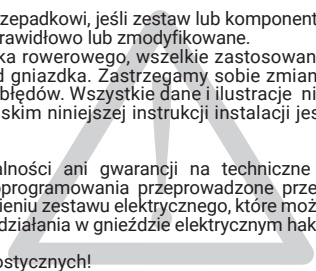 zepadkowi, jeśli zestaw lub komponent
rawidłowo lub zmodyfikowane.
ka rowerowego, wszelkie zastosowan
d gniazdka. Zastrzegamy sobie zmian
błędów. Wszystkie dane i ilustracje ni
skim niniejszej instrukcji instalacji jes
alności ani gwarancji na techniczne
oprogramowania przeprowadzone prze
ieniu zestawu elektrycznego, które moż
działania w gnieździe elektrycznym hak
ostycznych!